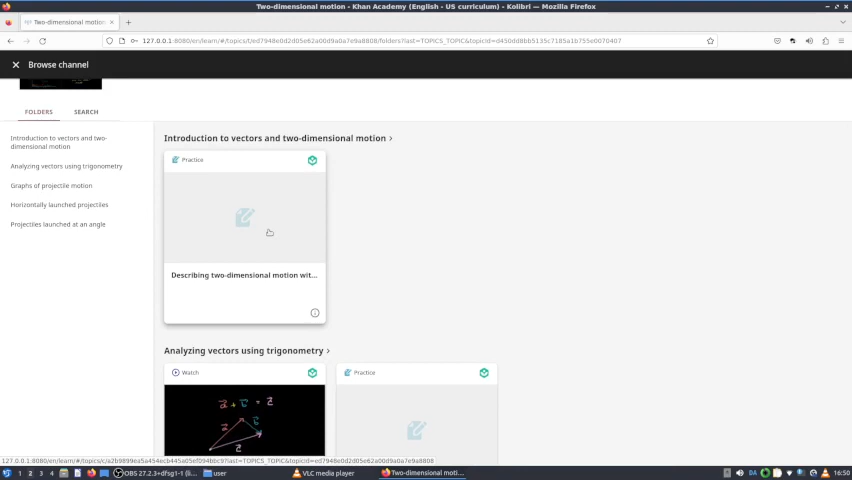 Two-dimensional motion - Khan Academy (English - US curriculum) - Kolibri — Mozilla Firefox
Two-dimensional motion
127.0.0.1:8080/en/learn/#/topics/t/ed7948e0d2d05e62a00d9a0a7e9a8808/folders?last=TOPICS_TOPIC&topicId=d450dd8bb5135c7185a1b755e0070407
Browse channel
FOLDERS
SEARCH
Introduction to vectors and two-
dimensional motion
Analyzing vectors using trigonometry
Graphs of projectile motion
Horizontally launched projectiles
Projectiles launched at an angle
Introduction to vectors and two-dimensional motion >
Practice
Describing two-dimensional motion wit...
Analyzing vectors using trigonometry >
Watch
Practice
127.0.0.1:8080/en/learn/#/topics/c/a2b9899ea5a454ecb445a05ef094bbc9?last=TOPICS_TOPIC&topicId=ed7948e0d2d05e62a00d9a0a7e9a8808
1 2 3 4
OBS 27.2.3+dfsg1-1 (li...
user
VLC media player
Two-dimensional moti...
DA
16:50